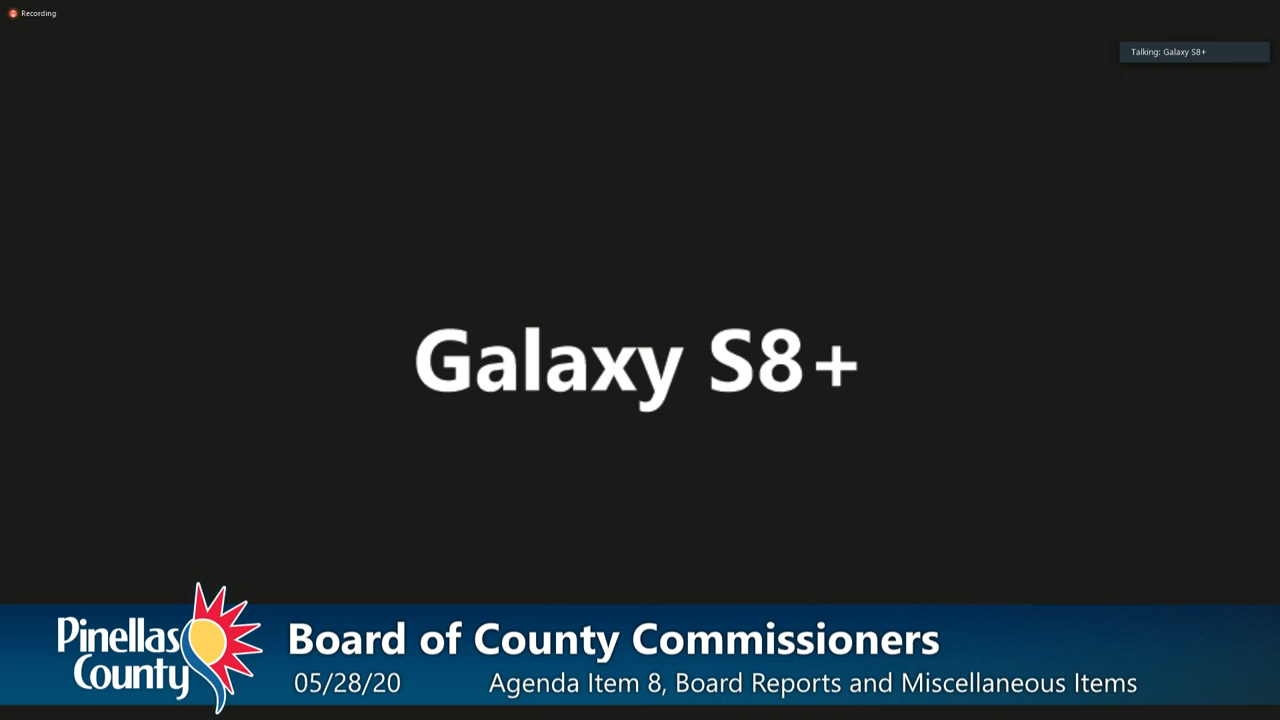 Recording
Talking: Galaxy S8+
Galaxy S8+
Pinellas
County
Board of County Commissioners
05/28/20
Agenda Item 8, Board Reports and Miscellaneous Items